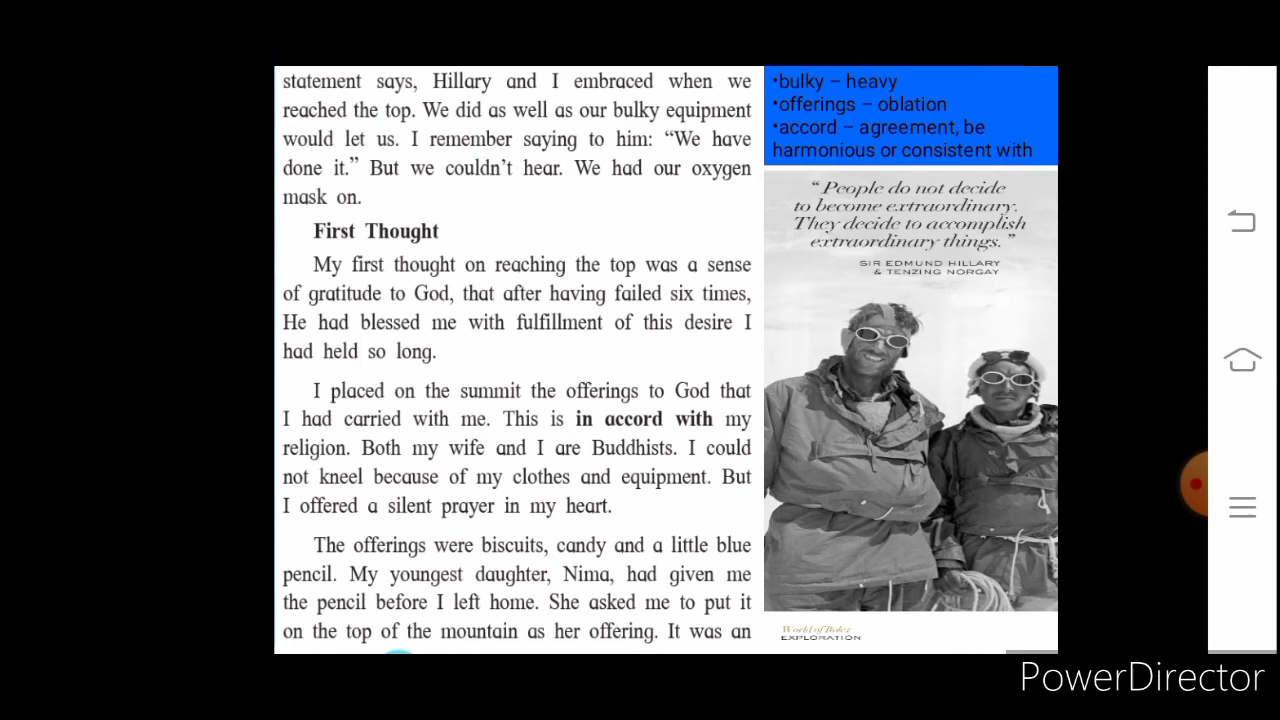 statement says, Hillary and I embraced when we
reached the top. We did as well as our bulky equipment
would let us. I remember saying to him: “We have
done it.” But we couldn’t hear. We had our oxygen
mask on.
First Thought
My first thought on reaching the top was a sense
of gratitude to God, that after having failed six times,
He had blessed me with fulfillment of this desire I
had held so long.
I placed on the summit the offerings to God that
I had carried with me. This is in accord with my
religion. Both my wife and I are Buddhists. I could
not kneel because of my clothes and equipment. But
I offered a silent prayer in my heart.
The offerings were biscuits, candy and a little blue
pencil. My youngest daughter, Nima, had given me
the pencil before I left home. She asked me to put it
on the top of the mountain as her offering. It was an
•bulky – heavy
•offerings – oblation
•accord – agreement, be
harmonious or consistent with
“People do not decide
to become extraordinary.
They decide to accomplish
extraordinary things.”
SIR EDMUND HILLARY
& TENZING NORGAY
World of Rolex
EXPLORATION
PowerDirector